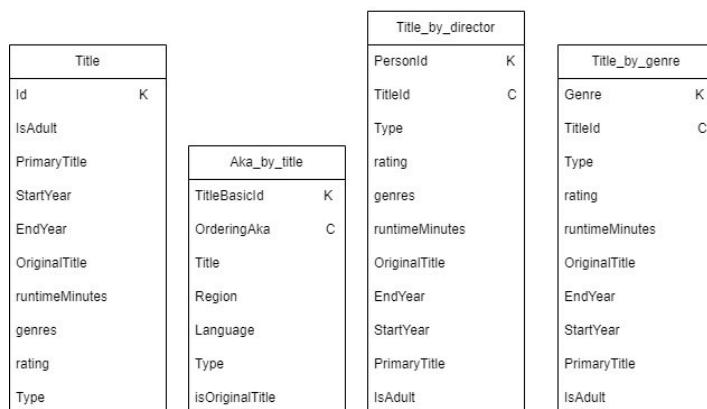 Title
Id K
IsAdult
PrimaryTitle
StartYear
EndYear
OriginalTitle
runtimeMinutes
genres
rating
Type
Aka_by_title
TitleBasicId K
OrderingAka C
Title
Region
Language
Type
isOriginalTitle
Title_by_director
PersonId K
TitleId C
Type
rating
genres
runtimeMinutes
OriginalTitle
EndYear
StartYear
PrimaryTitle
IsAdult
Title_by_genre
Genre K
TitleId C
Type
rating
runtimeMinutes
OriginalTitle
EndYear
StartYear
PrimaryTitle
IsAdult